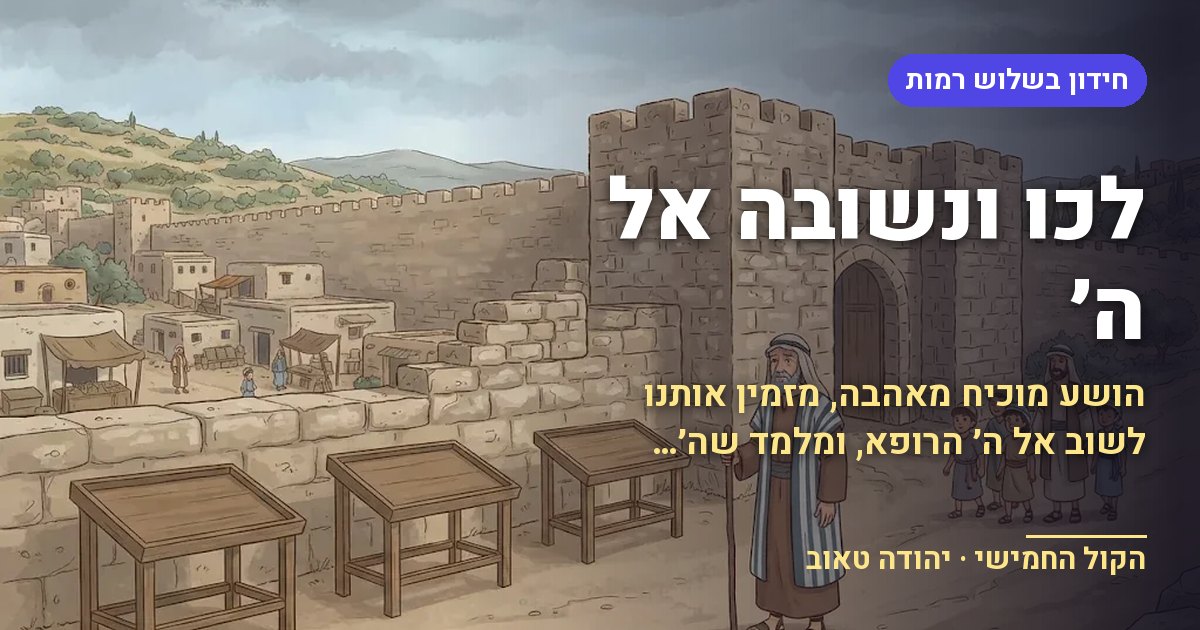 חידון בשלוש רמות
לכו ונשובה אל
ה׳
הושע מוכיח מאהבה, מזמין אותנו
לשוב אל ה׳ הרופא, ומלמד שה׳ ...
הקול החמישי · יהודה טאוב